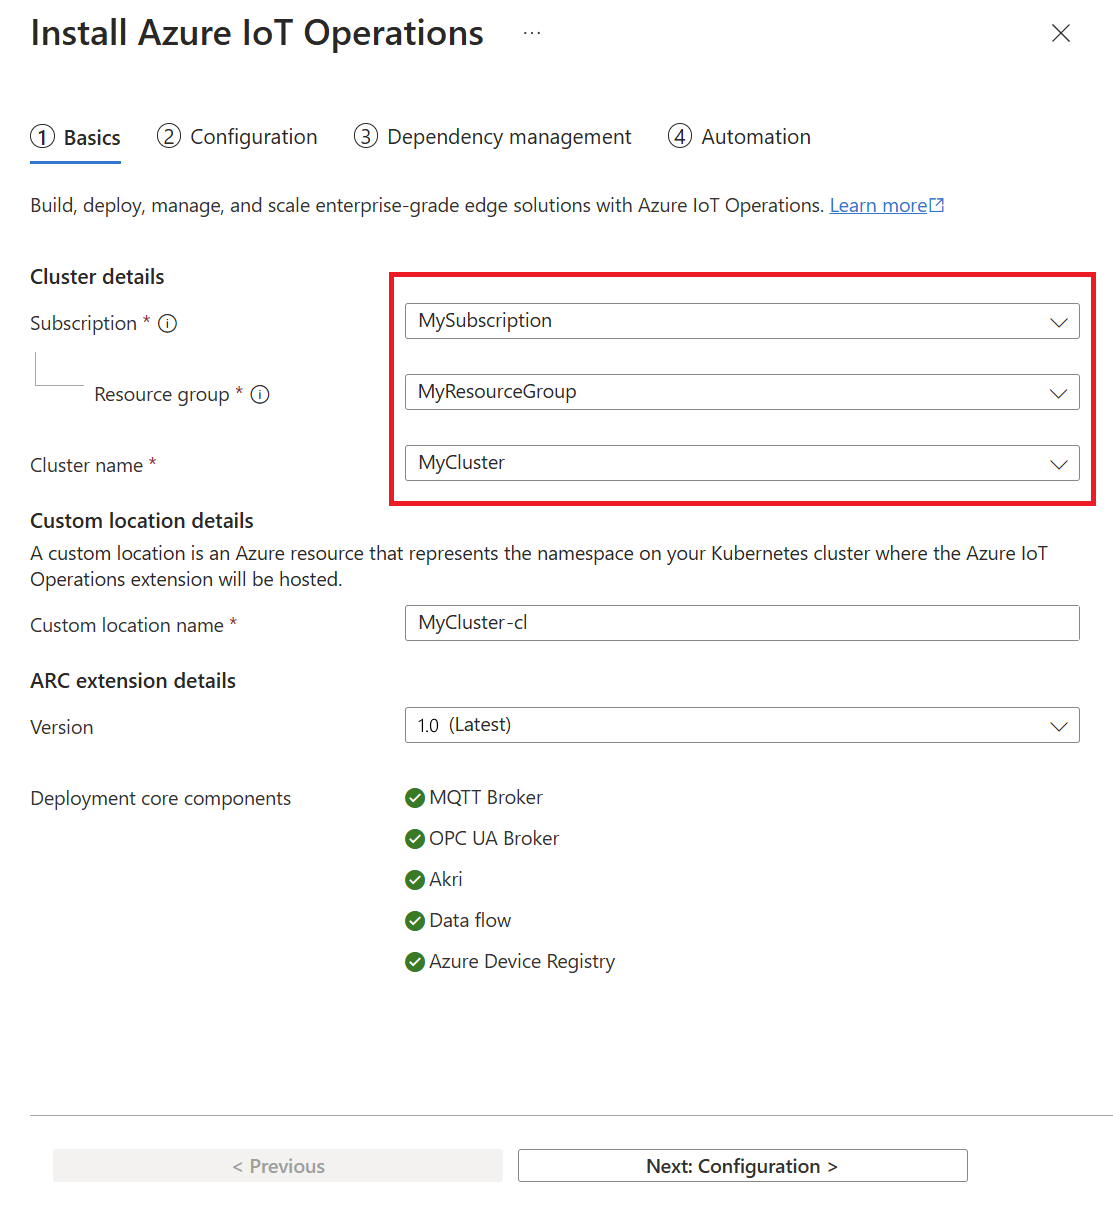 Install Azure IoT Operations ...
1 Basics 2 Configuration 3 Dependency management 4 Automation
Build, deploy, manage, and scale enterprise-grade edge solutions with Azure IoT Operations. Learn more
Cluster details
Subscription * MySubscription
Resource group * MyResourceGroup
Cluster name * MyCluster
Custom location details
A custom location is an Azure resource that represents the namespace on your Kubernetes cluster where the Azure IoT
Operations extension will be hosted.
Custom location name * MyCluster-cl
ARC extension details
Version 1.0 (Latest)
Deployment core components MQTT Broker
OPC UA Broker
Akri
Data flow
Azure Device Registry
< Previous Next: Configuration >